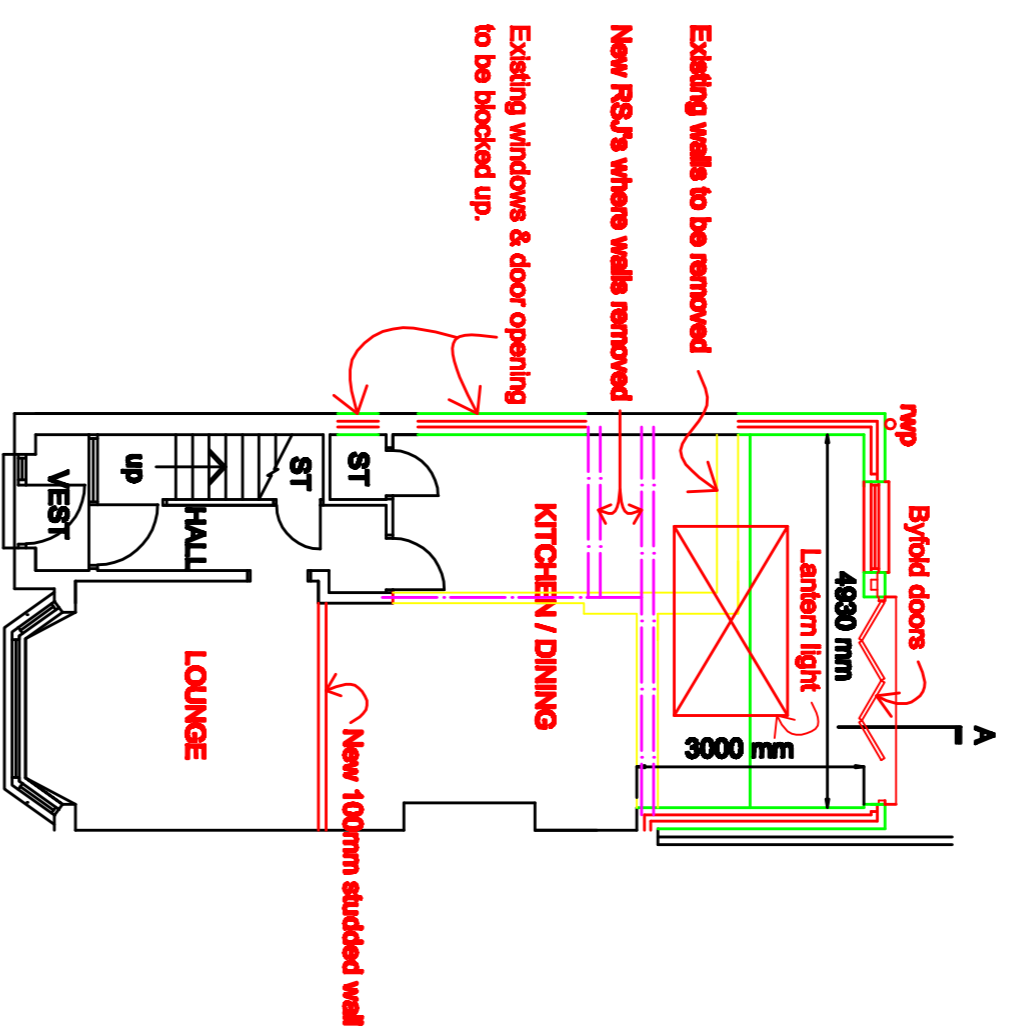 Existing walls to be removed
New RSJ's where walls removed
Existing windows & door opening
to be blocked up.
rwp
Byfold doors
Lantern light
4930 mm
3000 mm
A
KITCHEN / DINING
ST
ST
up
HALL
VEST
LOUNGE
New 100mm studded wall